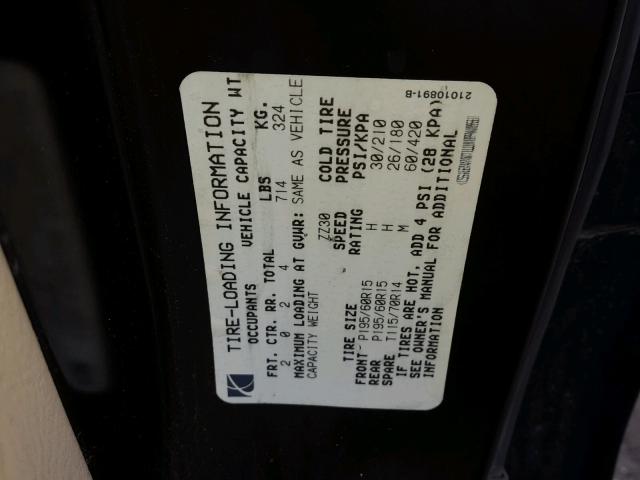 TIRE-LOADING INFORMATION
OCCUPANTS VEHICLE CAPACITY WT
FRT. CTR. RR. TOTAL LBS KG.
2 0 2 4 714 324
MAXIMUM LOADING AT GVWR: SAME AS VEHICLE
CAPACITY WEIGHT
ZZ30 COLD TIRE
SPEED PRESSURE
TIRE SIZE RATING PSI/KPA
FRONT- P195/60R15 H 30/210
REAR P195/60R15 H 26/180
SPARE T115/70R14 M 60/420
IF TIRES ARE HOT, ADD 4 PSI (28 KPA)
SEE OWNER'S MANUAL FOR ADDITIONAL
INFORMATION
21010891-B